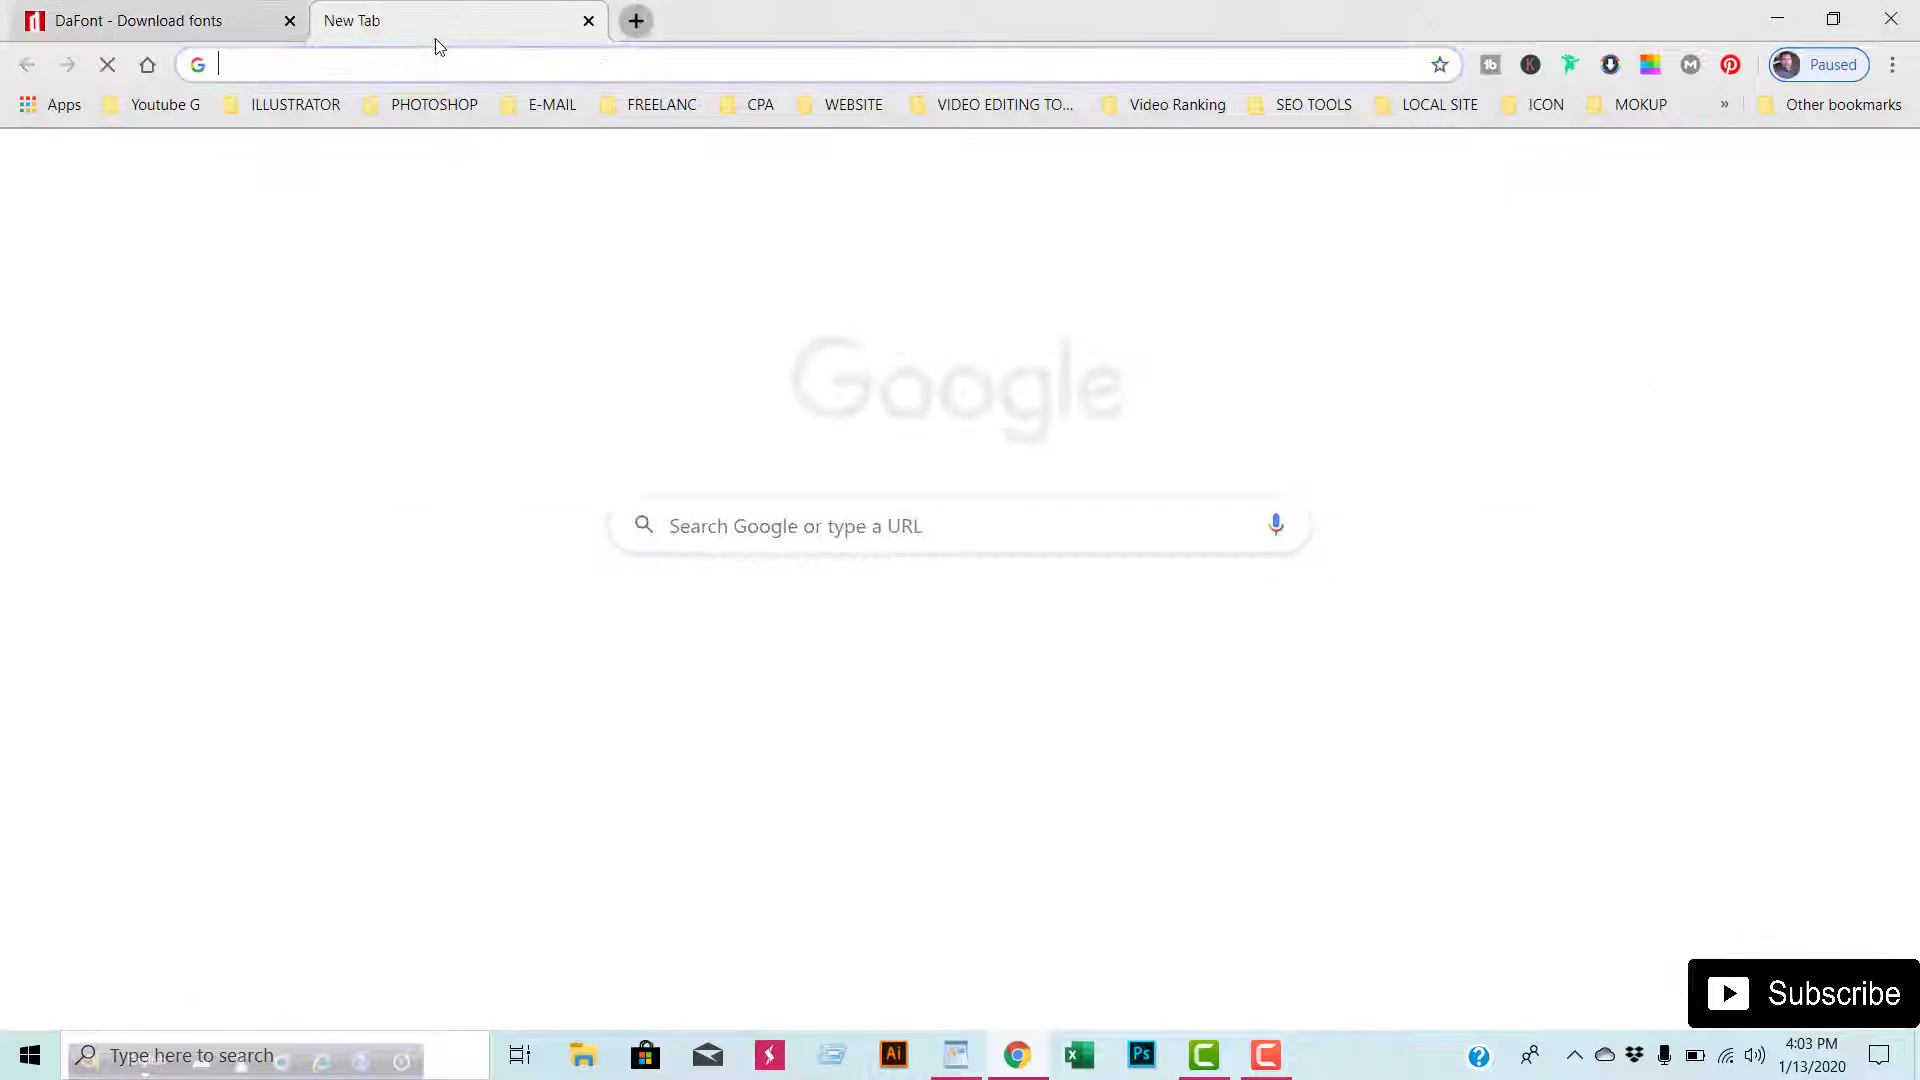 DaFont - Download fonts
New Tab
Paused
Apps Youtube G ILLUSTRATOR PHOTOSHOP E-MAIL FREELANC CPA WEBSITE VIDEO EDITING TO... Video Ranking SEO TOOLS LOCAL SITE ICON MOKUP » Other bookmarks
Google
Search Google or type a URL
Subscribe
Type here to search
Ai
Ps
4:03 PM
1/13/2020